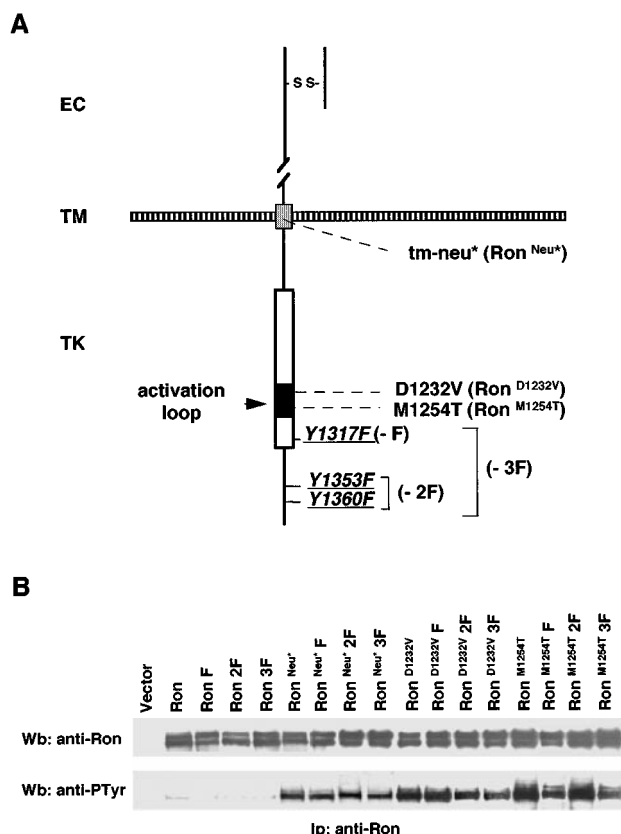 A
EC
S S
TM
tm-neu* (Ron Neu*)
TK
activation
loop
D1232V (Ron D1232V)
M1254T (Ron M1254T)
Y1317F (- F)
(- 3F)
Y1353F
(- 2F)
Y1360F
B
Vector
Ron
Ron F
Ron 2F
Ron 3F
Ron Neu*
Ron Neu* F
Ron Neu* 2F
Ron Neu* 3F
Ron D1232V
Ron D1232V F
Ron D1232V 2F
Ron D1232V 3F
Ron M1254T
Ron M1254T F
Ron M1254T 2F
Ron M1254T 3F
Wb: anti-Ron
Wb: anti-PTyr
Ip: anti-Ron